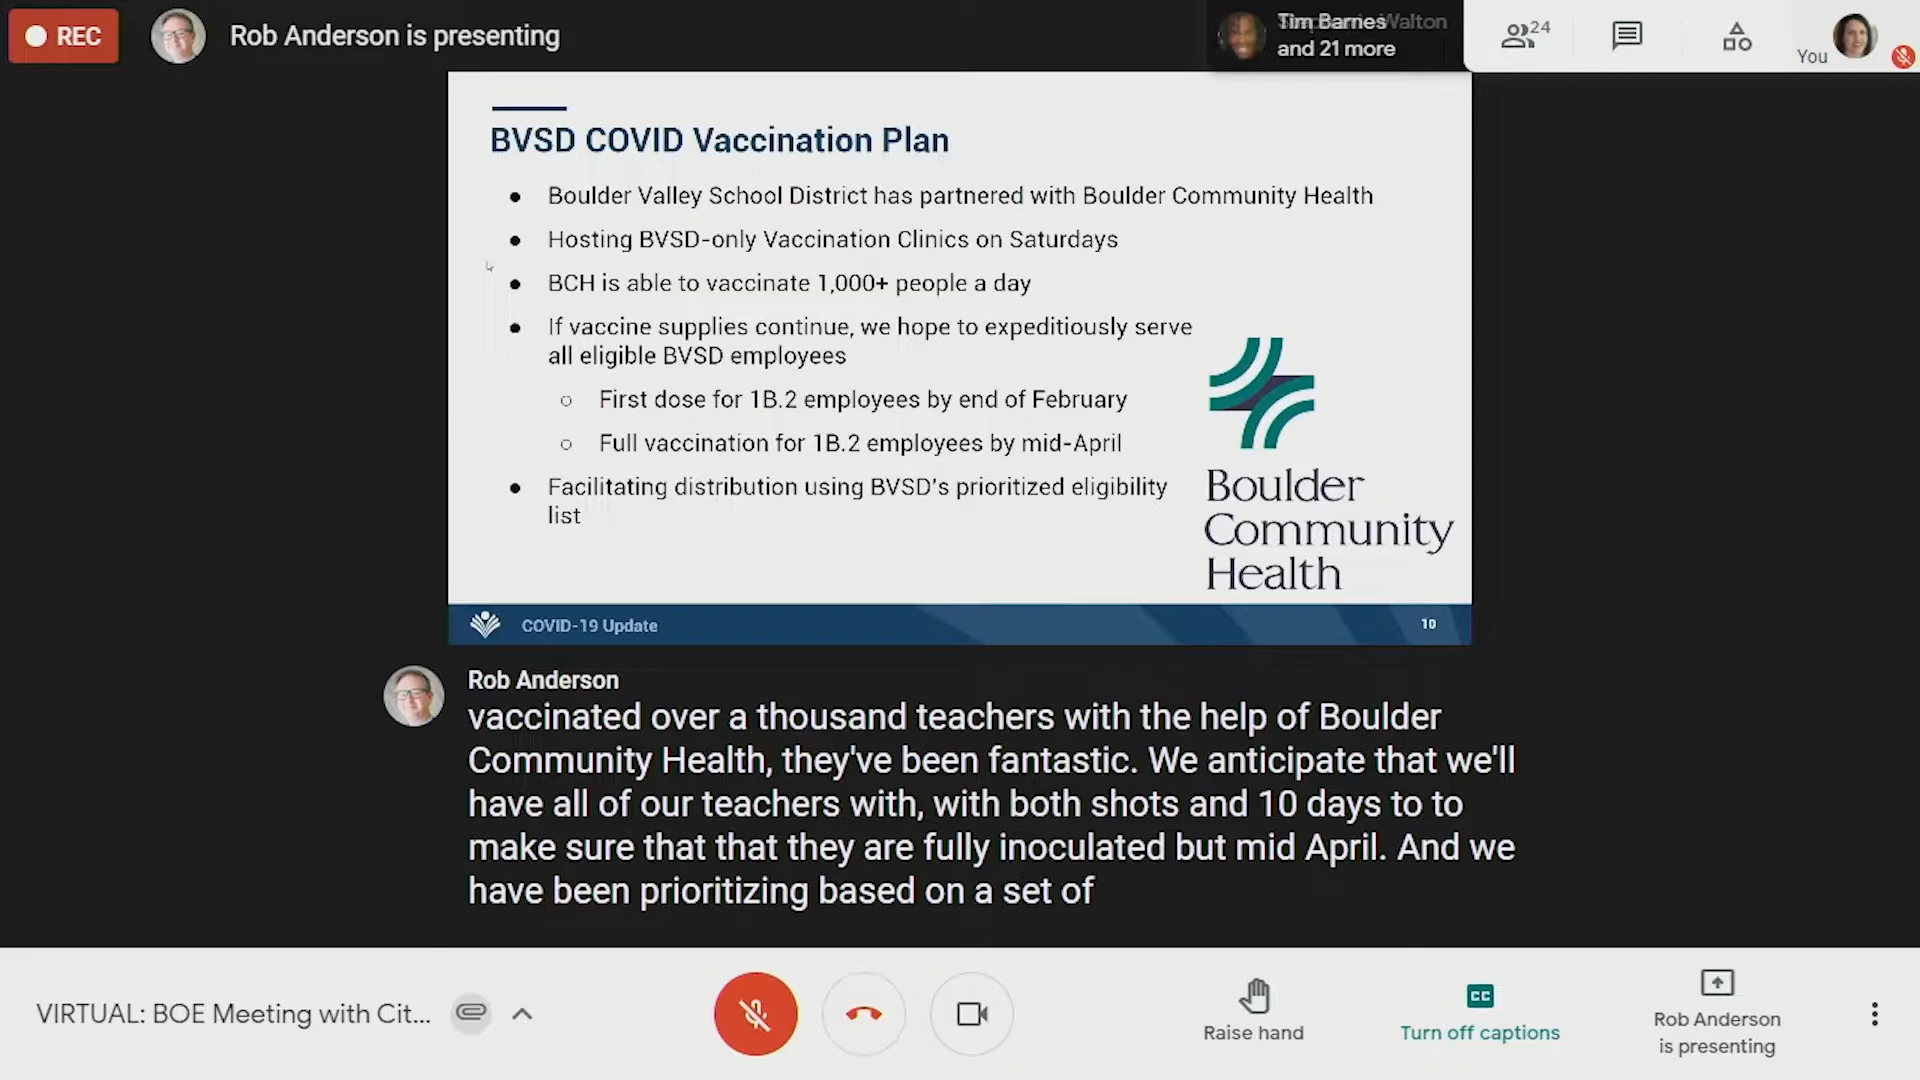 REC
Rob Anderson is presenting
Tim Barnes Walton
and 21 more
24
You
BVSD COVID Vaccination Plan
● Boulder Valley School District has partnered with Boulder Community Health
● Hosting BVSD-only Vaccination Clinics on Saturdays
● BCH is able to vaccinate 1,000+ people a day
● If vaccine supplies continue, we hope to expeditiously serve
all eligible BVSD employees
○ First dose for 1B.2 employees by end of February
○ Full vaccination for 1B.2 employees by mid-April
● Facilitating distribution using BVSD's prioritized eligibility
list
Boulder
Community
Health
COVID-19 Update
10
Rob Anderson
vaccinated over a thousand teachers with the help of Boulder
Community Health, they've been fantastic. We anticipate that we'll
have all of our teachers with, with both shots and 10 days to to
make sure that that they are fully inoculated but mid April. And we
have been prioritizing based on a set of
VIRTUAL: BOE Meeting with Cit...
Raise hand
CC
Turn off captions
Rob Anderson
is presenting